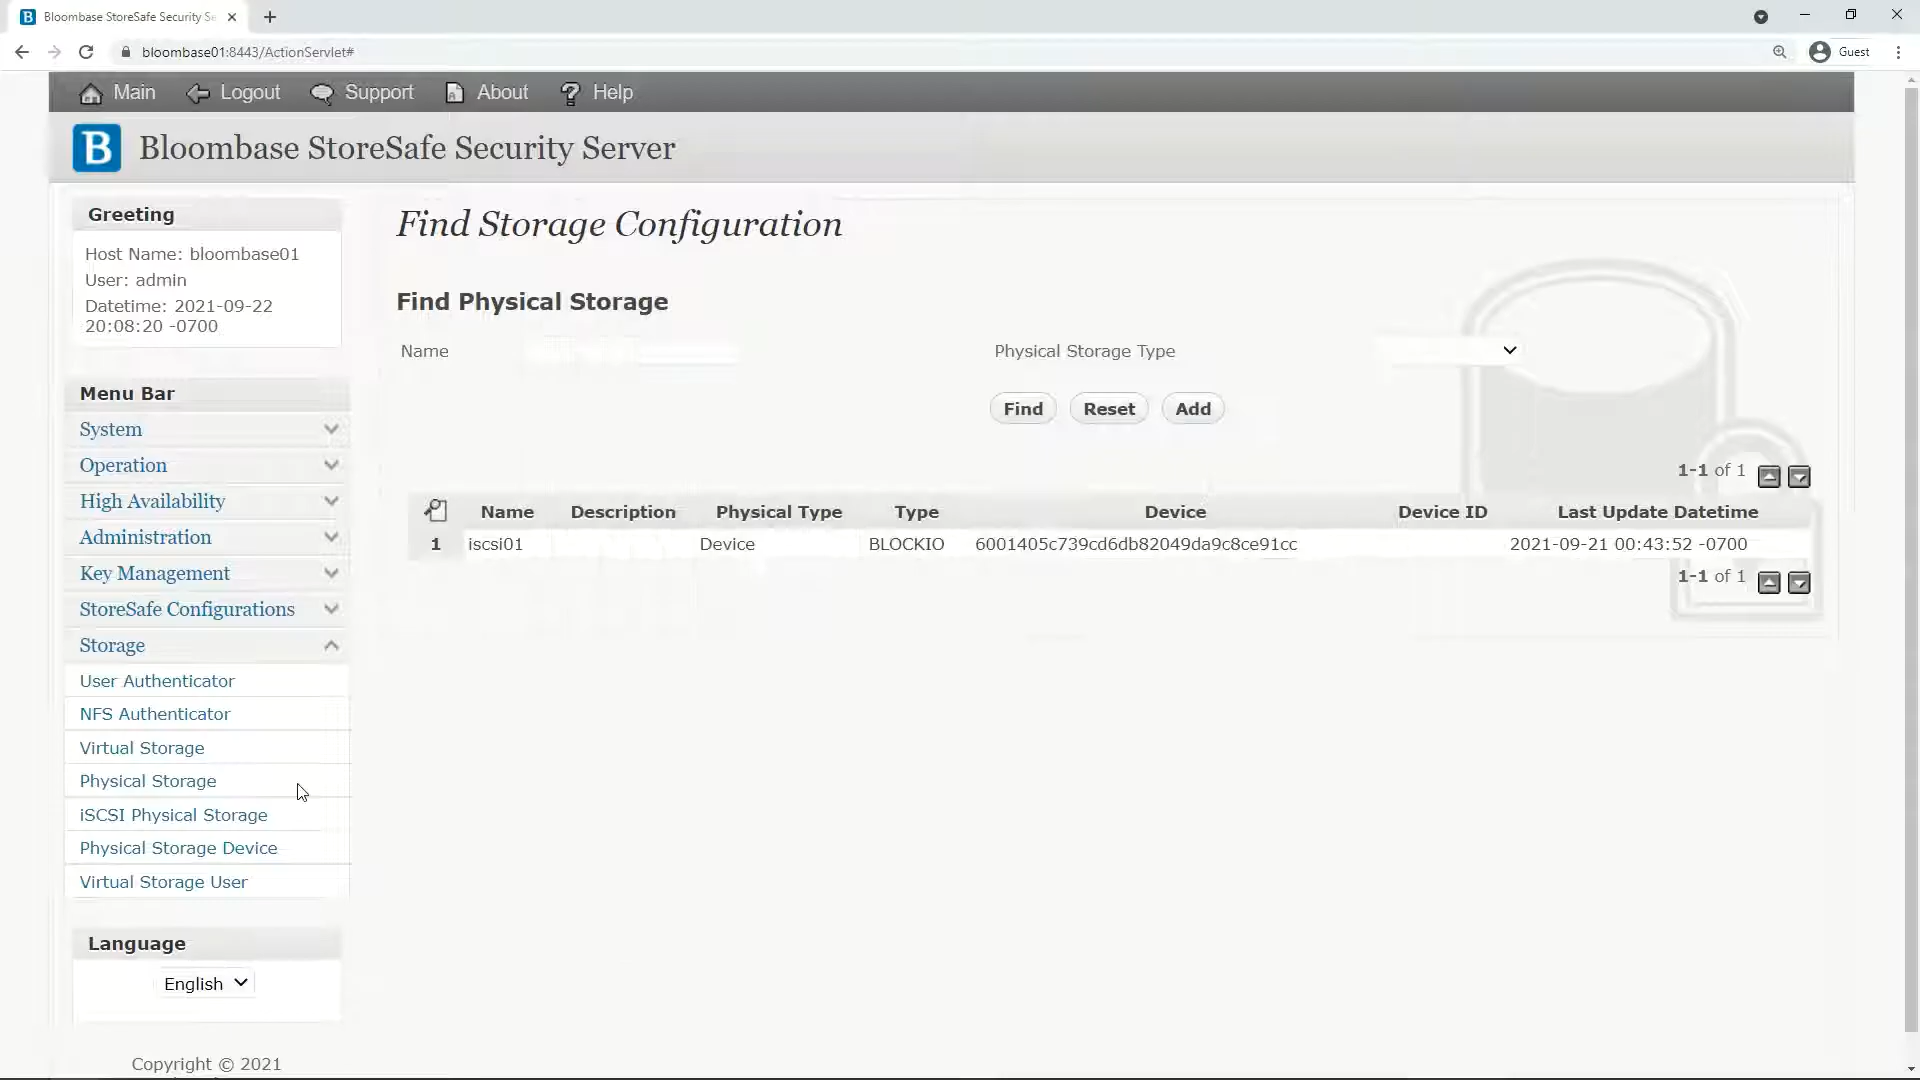 Bloombase StoreSafe Security Se
bloombase01:8443/ActionServlet#
Guest
Main
Logout
Support
About
Help
B Bloombase StoreSafe Security Server
Greeting
Host Name: bloombase01
User: admin
Datetime: 2021-09-22
20:08:20 -0700
Menu Bar
System
Operation
High Availability
Administration
Key Management
StoreSafe Configurations
Storage
User Authenticator
NFS Authenticator
Virtual Storage
Physical Storage
iSCSI Physical Storage
Physical Storage Device
Virtual Storage User
Language
English
Copyright © 2021
Find Storage Configuration
Find Physical Storage
Name
Physical Storage Type
Find Reset Add
1-1 of 1
Name Description Physical Type Type Device Device ID Last Update Datetime
1 iscsi01 Device BLOCKIO 6001405c739cd6db82049da9c8ce91cc 2021-09-21 00:43:52 -0700
1-1 of 1